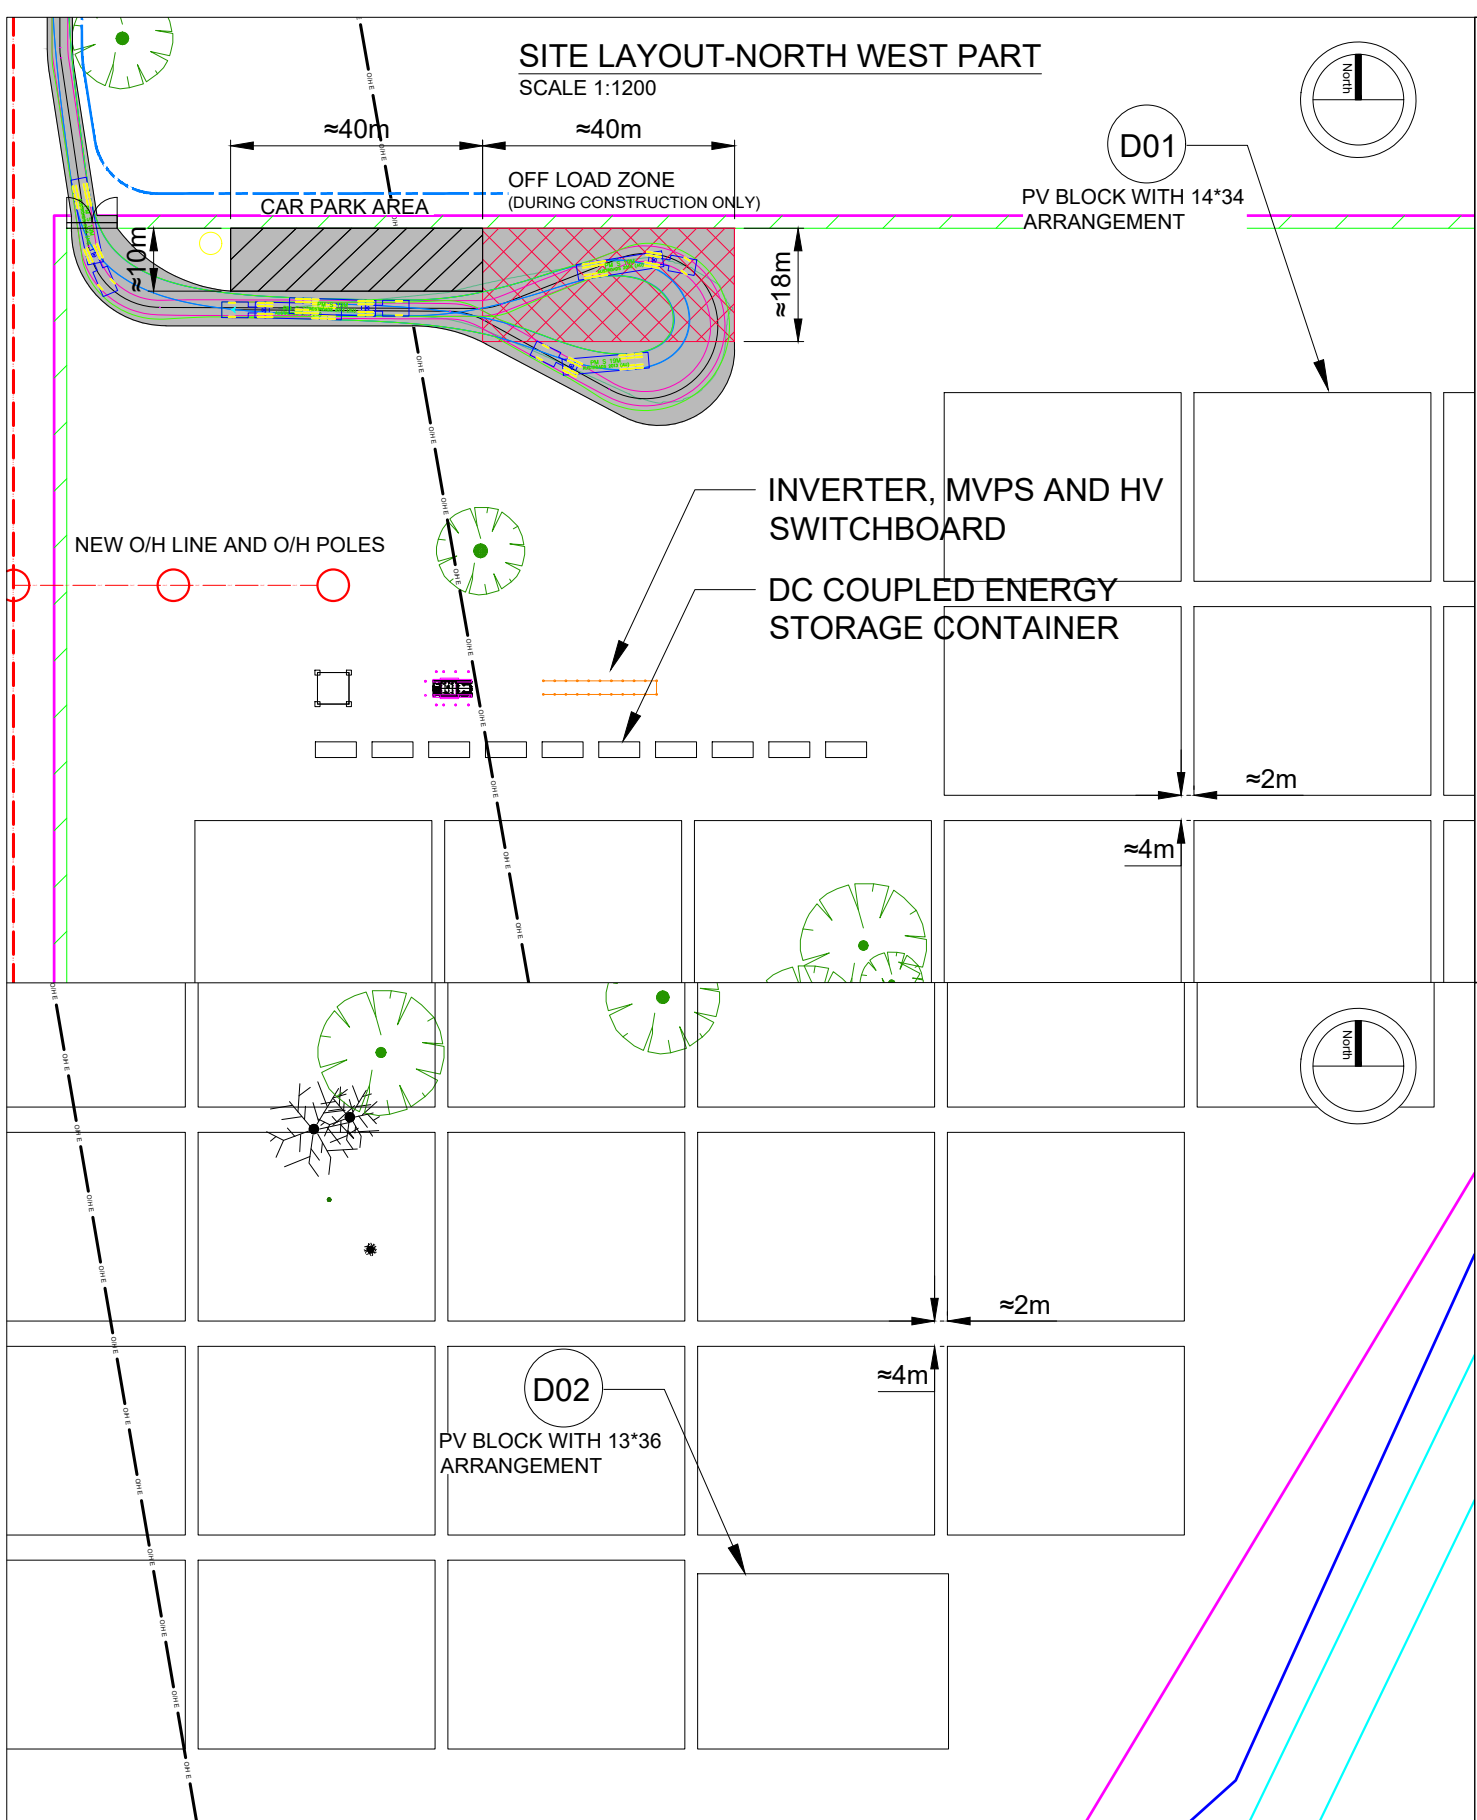 SITE LAYOUT-NORTH WEST PART
SCALE 1:1200
North
≈40m
≈40m
D01
PV BLOCK WITH 14*34
ARRANGEMENT
OFF LOAD ZONE
(DURING CONSTRUCTION ONLY)
CAR PARK AREA
≈10m
≈18m
INVERTER, MVPS AND HV
SWITCHBOARD
NEW O/H LINE AND O/H POLES
DC COUPLED ENERGY
STORAGE CONTAINER
≈2m
≈4m
North
≈2m
≈4m
D02
PV BLOCK WITH 13*36
ARRANGEMENT